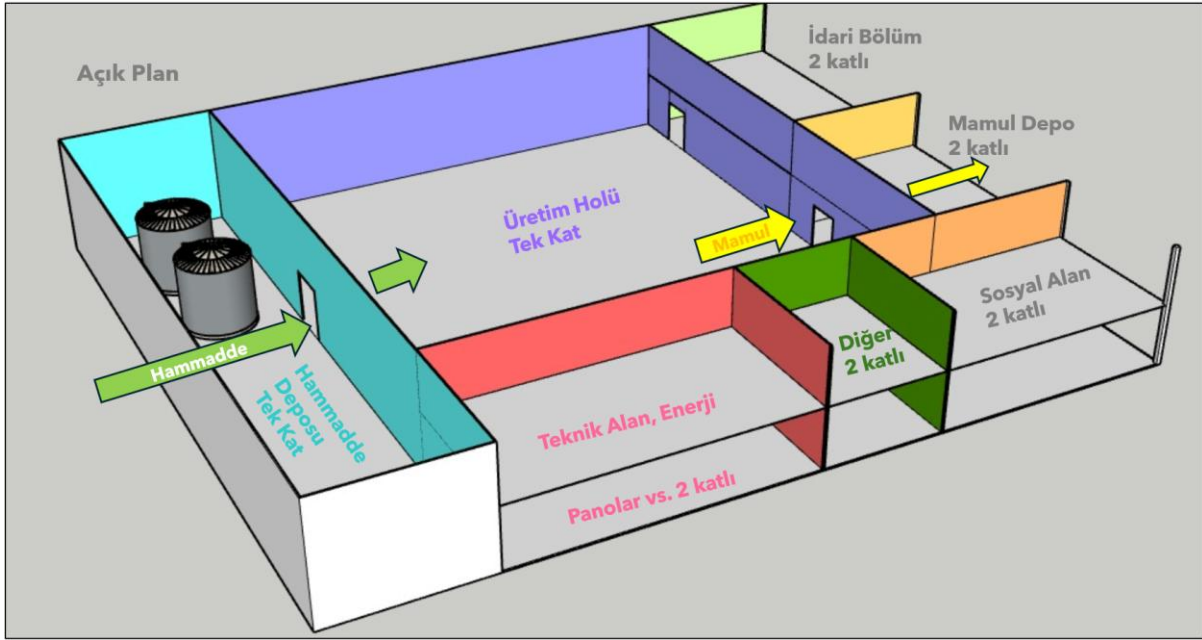 Açık Plan
İdari Bölüm
2 katlı
Mamul Depo
2 katlı
Üretim Holü
Tek Kat
Mamul
Sosyal Alan
2 katlı
Diğer
2 katlı
Hammadde
Hammadde
Deposu
Tek Kat
Teknik Alan, Enerji
Panolar vs. 2 katlı